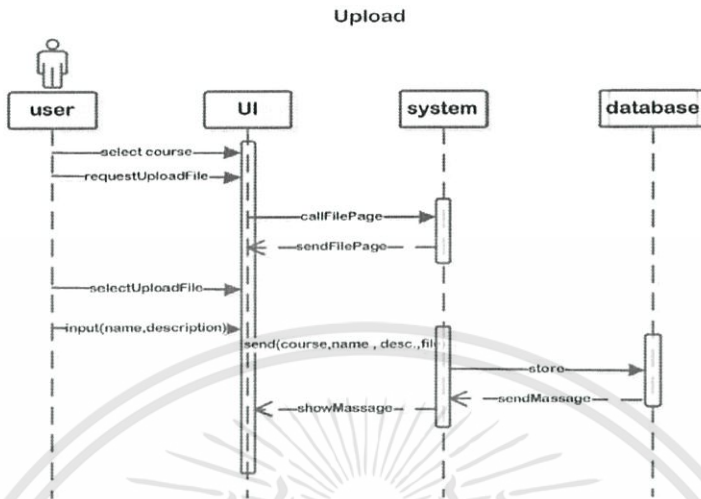 Upload
user
UI
system
database
select course
requestUploadFile
callFilePage
sendFilePage
selectUploadFile
input(name,description)
send(course,name , desc.,file
store
sendMassage
showMassage